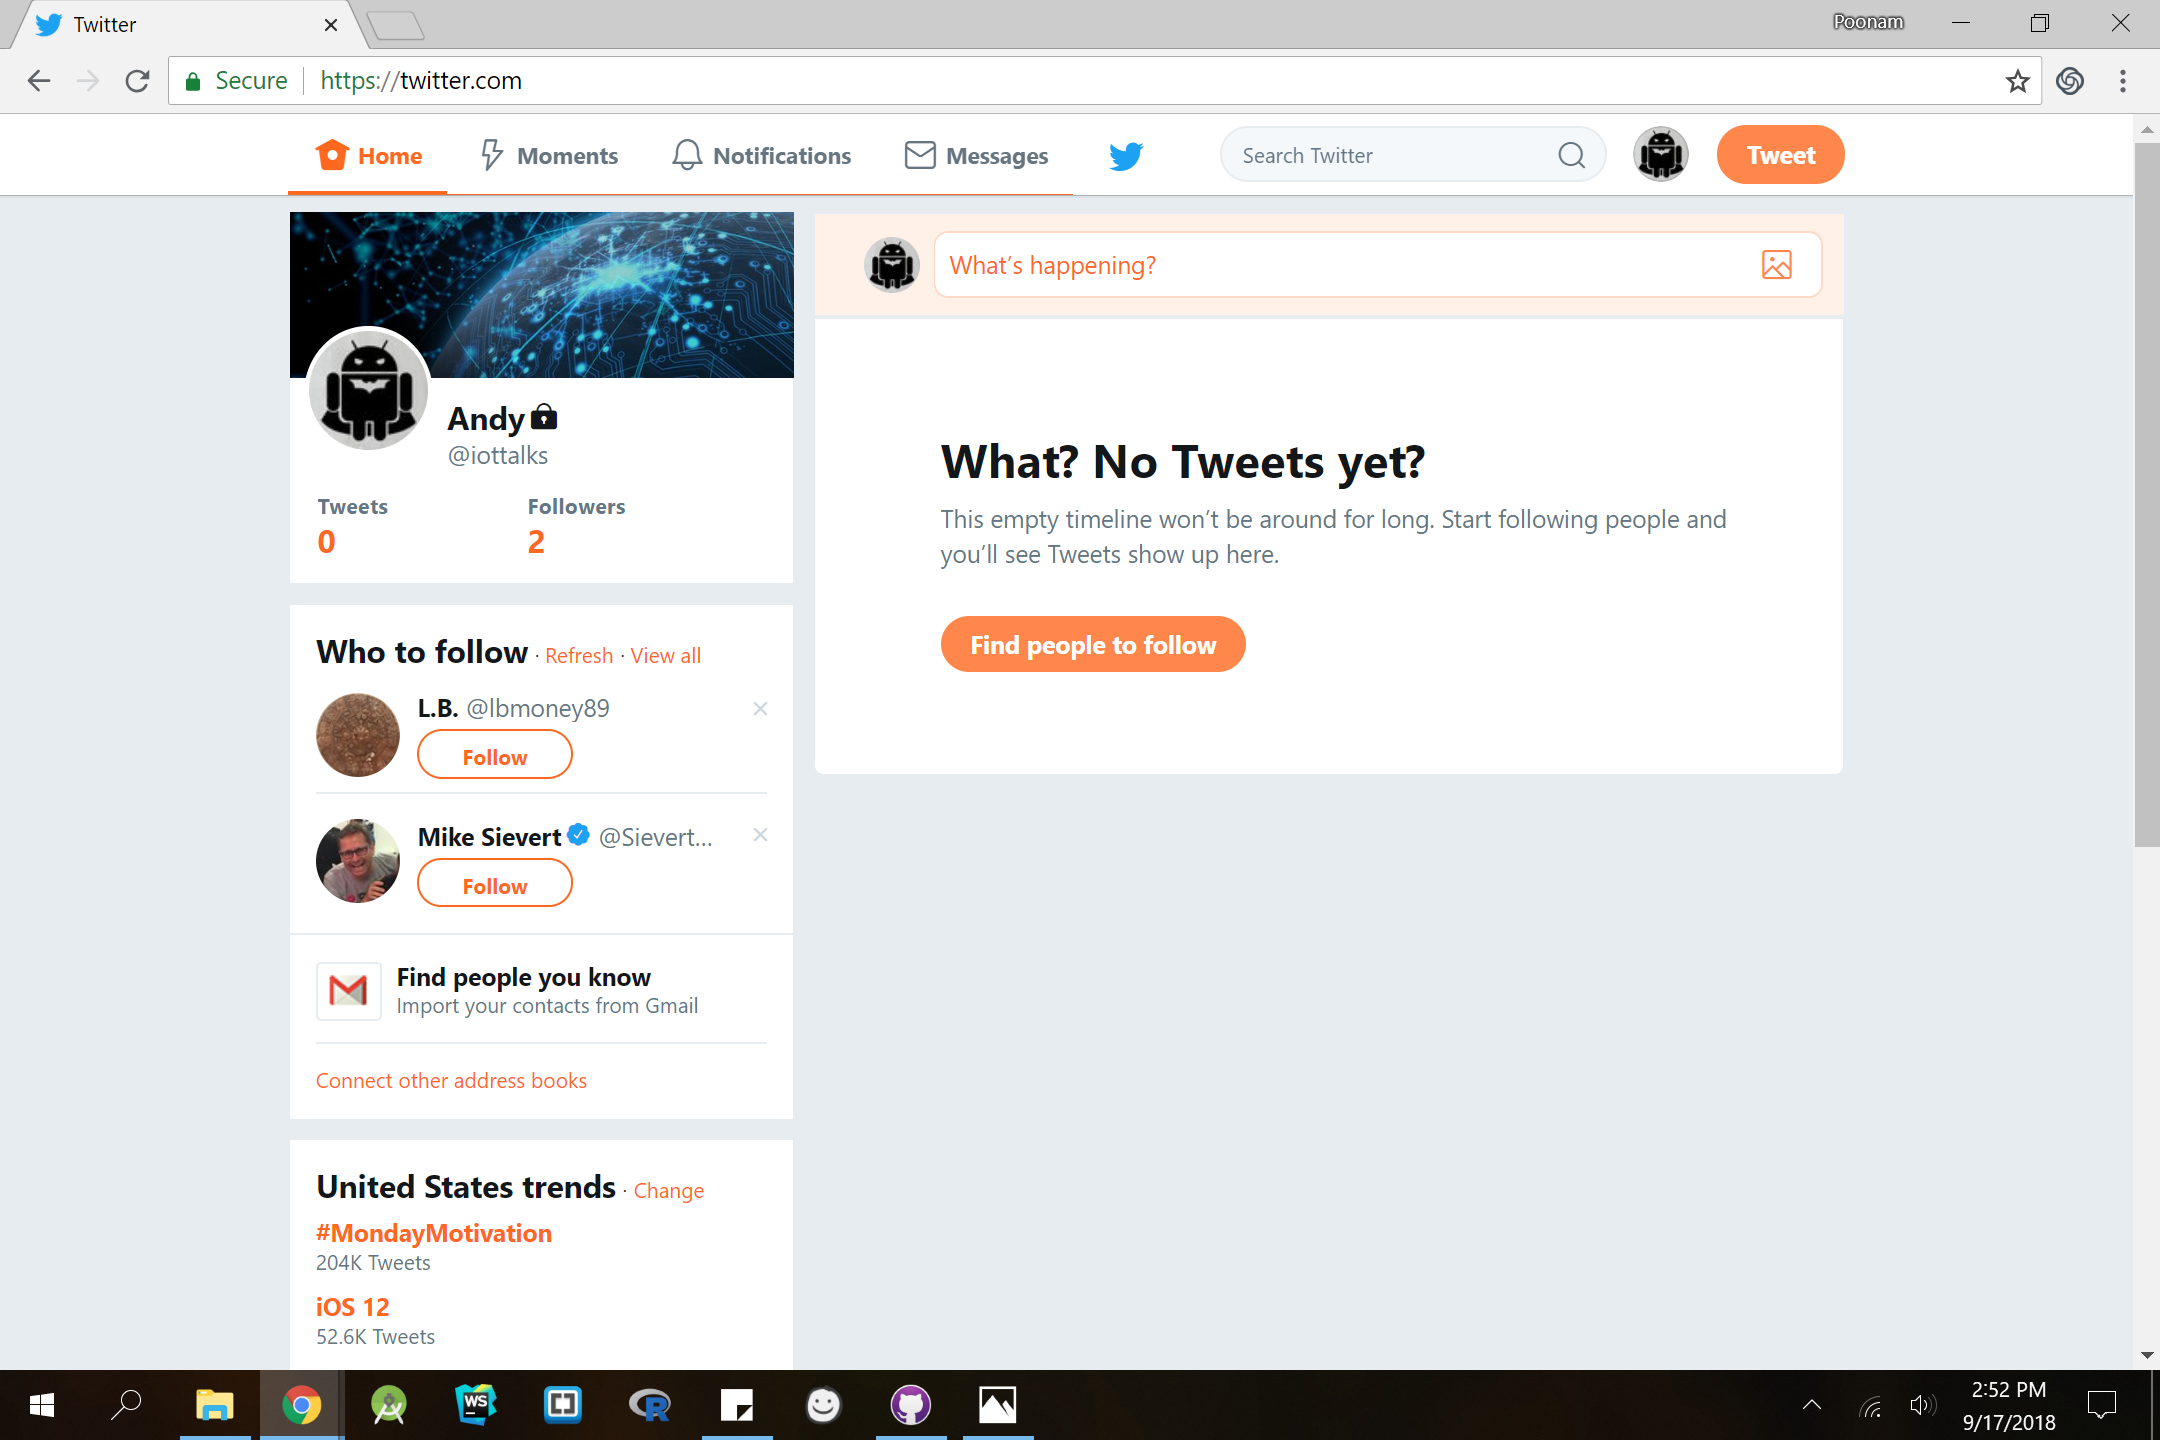 Twitter
Poonam
Secure https://twitter.com
Home Moments Notifications Messages Search Twitter Tweet
What's happening?
Andy
@iottalks
Tweets Followers
0 2
What? No Tweets yet?
This empty timeline won't be around for long. Start following people and
you'll see Tweets show up here.
Find people to follow
Who to follow · Refresh · View all
L.B. @lbmoney89
Follow
Mike Sievert @Sievert...
Follow
Find people you know
Import your contacts from Gmail
Connect other address books
United States trends · Change
#MondayMotivation
204K Tweets
iOS 12
52.6K Tweets
WS
R
2:52 PM
9/17/2018